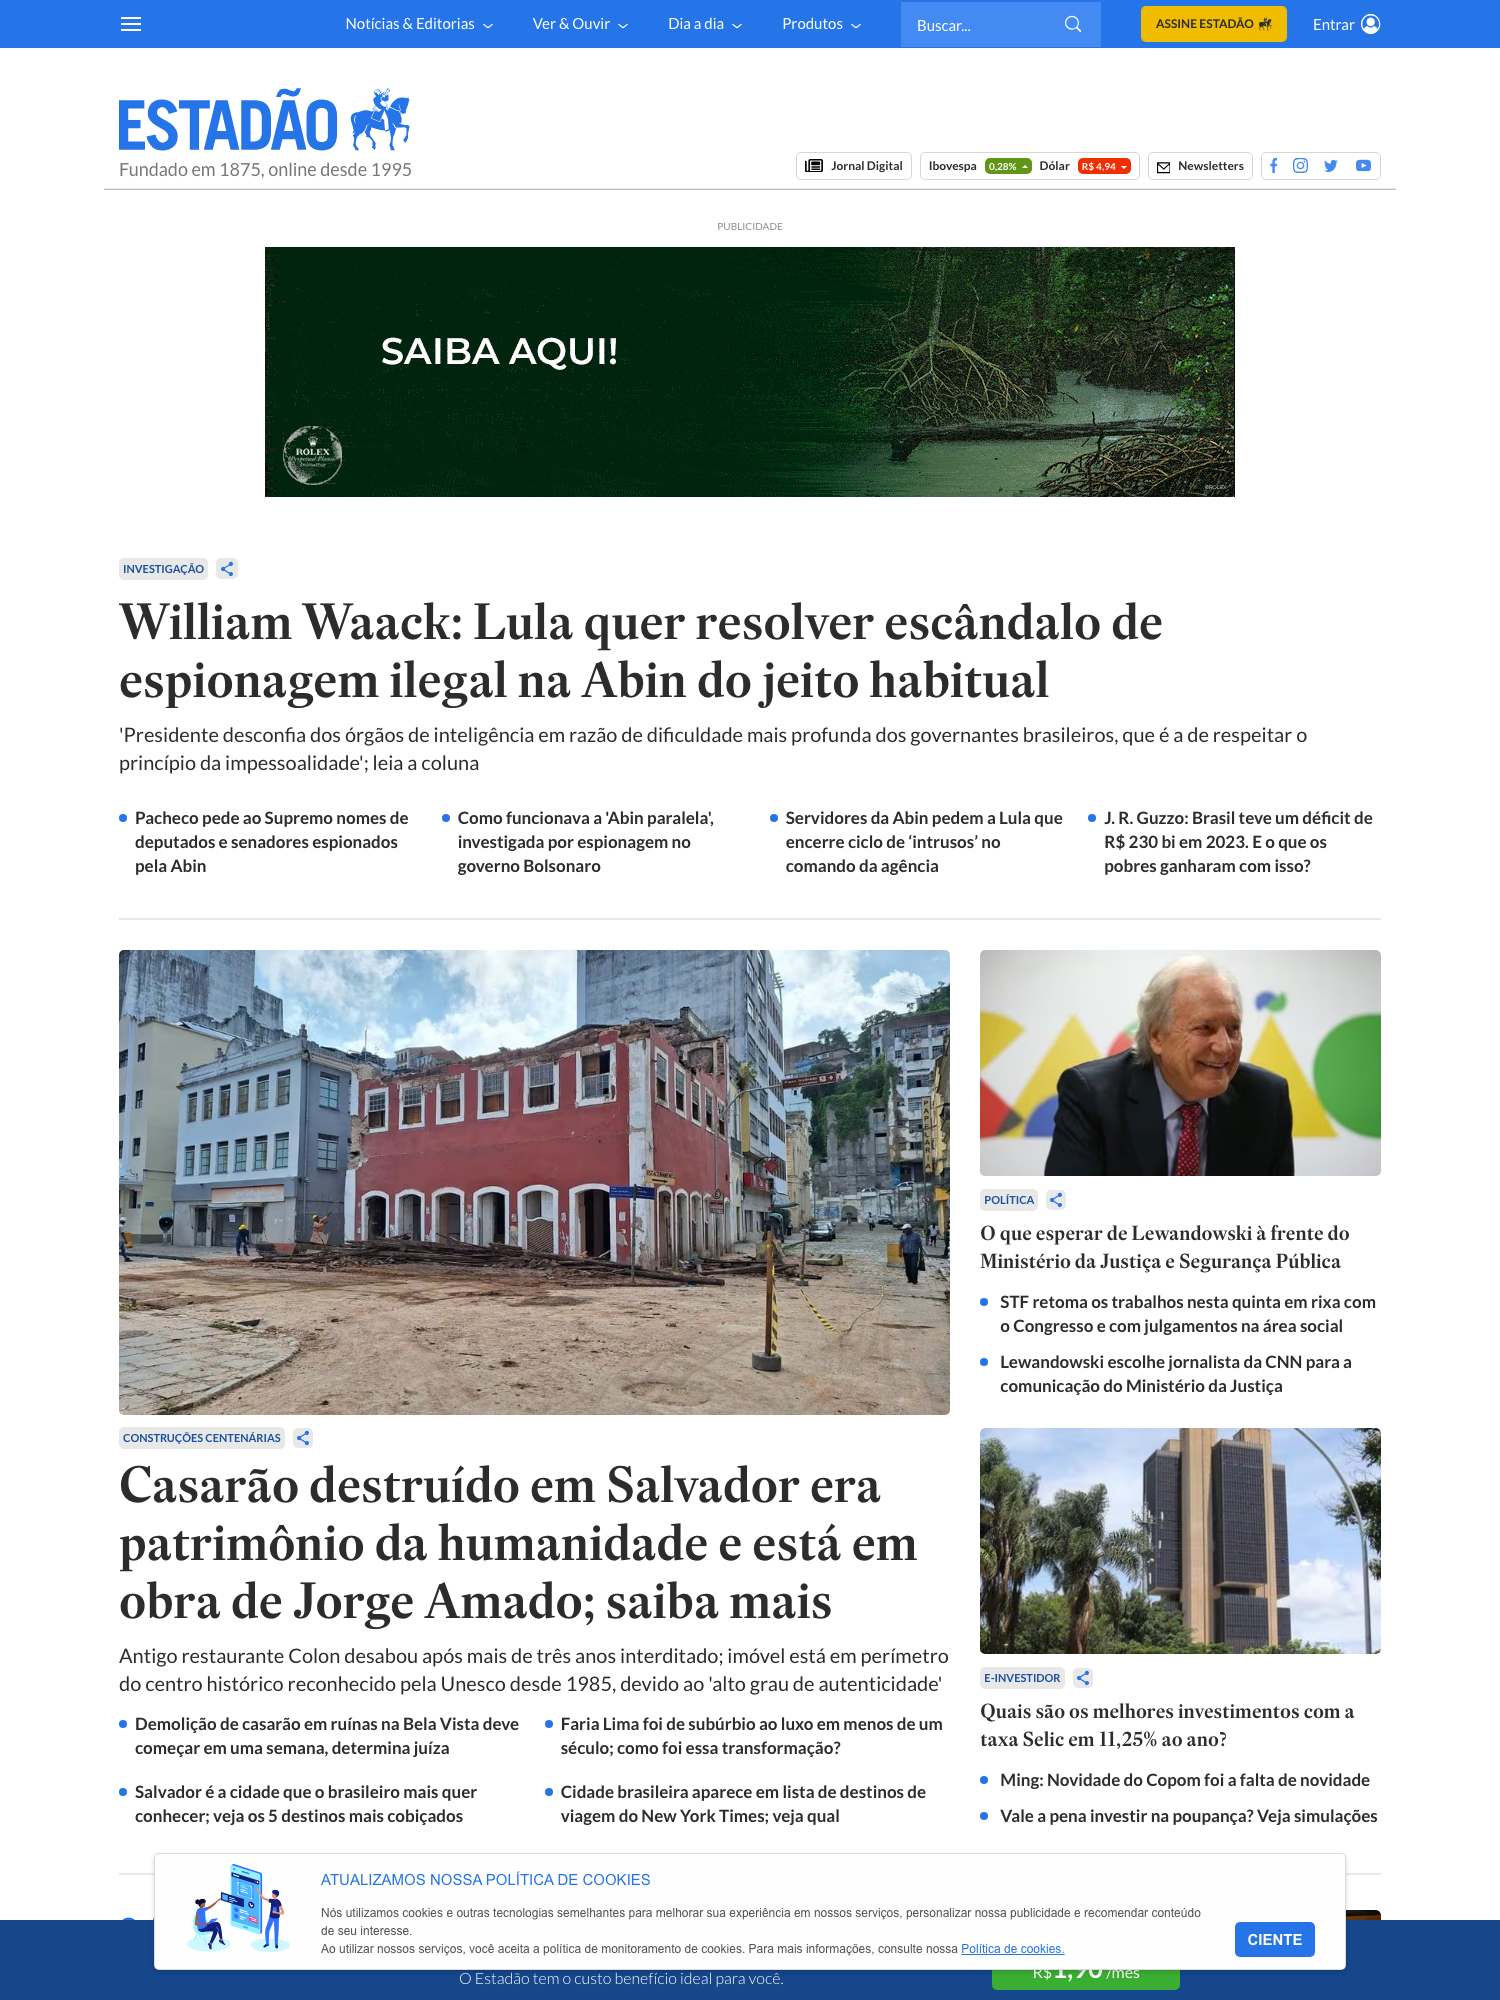 Notícias & Editorias
Ver & Ouvir
Dia a dia
Produtos
Buscar...
ASSINE ESTADÃO
Entrar
ESTADÃO
Fundado em 1875, online desde 1995
Jornal Digital
Ibovespa 0,28% Dólar R$ 4,94
Newsletters
PUBLICIDADE
SAIBA AQUI!
ROLEX
Perpetual Planet
Initiative
©ROLEX
INVESTIGAÇÃO
William Waack: Lula quer resolver escândalo de
espionagem ilegal na Abin do jeito habitual
'Presidente desconfia dos órgãos de inteligência em razão de dificuldade mais profunda dos governantes brasileiros, que é a de respeitar o
princípio da impessoalidade'; leia a coluna
Pacheco pede ao Supremo nomes de
deputados e senadores espionados
pela Abin
Como funcionava a 'Abin paralela',
investigada por espionagem no
governo Bolsonaro
Servidores da Abin pedem a Lula que
encerre ciclo de ‘intrusos’ no
comando da agência
J. R. Guzzo: Brasil teve um déficit de
R$ 230 bi em 2023. E o que os
pobres ganharam com isso?
PAPELARIA
ESTACIONAMENTO
CONSTRUÇÕES CENTENÁRIAS
Casarão destruído em Salvador era
patrimônio da humanidade e está em
obra de Jorge Amado; saiba mais
Antigo restaurante Colon desabou após mais de três anos interditado; imóvel está em perímetro
do centro histórico reconhecido pela Unesco desde 1985, devido ao 'alto grau de autenticidade'
Demolição de casarão em ruínas na Bela Vista deve
começar em uma semana, determina juíza
Faria Lima foi de subúrbio ao luxo em menos de um
século; como foi essa transformação?
Salvador é a cidade que o brasileiro mais quer
conhecer; veja os 5 destinos mais cobiçados
Cidade brasileira aparece em lista de destinos de
viagem do New York Times; veja qual
POLÍTICA
O que esperar de Lewandowski à frente do
Ministério da Justiça e Segurança Pública
STF retoma os trabalhos nesta quinta em rixa com
o Congresso e com julgamentos na área social
Lewandowski escolhe jornalista da CNN para a
comunicação do Ministério da Justiça
E-INVESTIDOR
Quais são os melhores investimentos com a
taxa Selic em 11,25% ao ano?
Ming: Novidade do Copom foi a falta de novidade
Vale a pena investir na poupança? Veja simulações
ATUALIZAMOS NOSSA POLÍTICA DE COOKIES
Nós utilizamos cookies e outras tecnologias semelhantes para melhorar sua experiência em nossos serviços, personalizar nossa publicidade e recomendar conteúdo
de seu interesse.
Ao utilizar nossos serviços, você aceita a política de monitoramento de cookies. Para mais informações, consulte nossa Política de cookies.
CIENTE
O Estadão tem o custo benefício ideal para você.
R$ 1,90 /mês